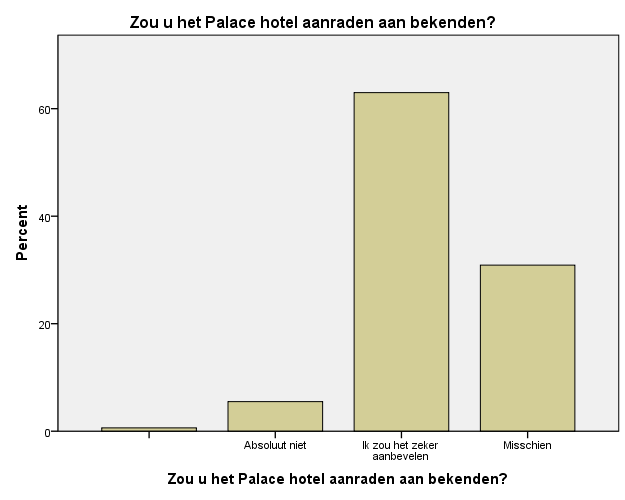 Zou u het Palace hotel aanraden aan bekenden?
Percent
60
40
20
0
Absoluut niet
Ik zou het zeker
aanbevelen
Misschien
Zou u het Palace hotel aanraden aan bekenden?